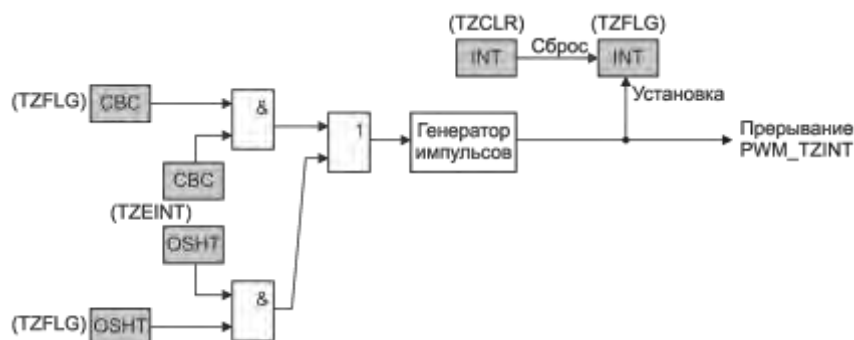 (TZCLR)
(TZFLG)
INT
Сброс
INT
(TZFLG)
CBC
&
Установка
1
Генератор
импульсов
Прерывание
PWM_TZINT
CBC
(TZEINT)
OSHT
&
(TZFLG)
OSHT